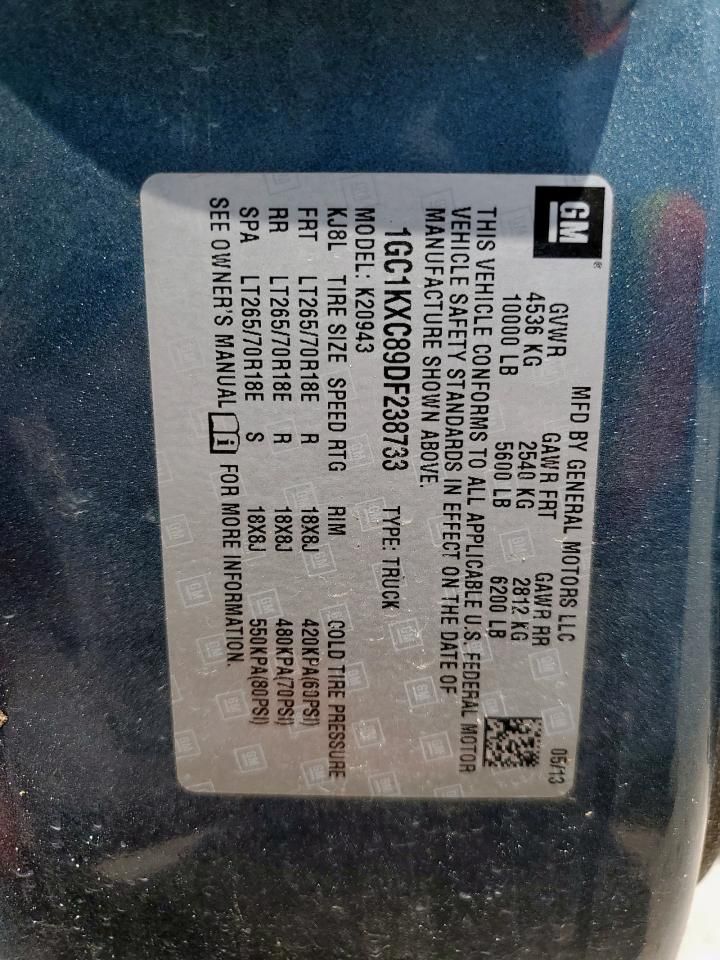 GM®
MFD BY GENERAL MOTORS LLC 05/13
GVWR GAWR FRT GAWR RR
4536 KG 2540 KG 2812 KG
10000 LB 5600 LB 6200 LB
THIS VEHICLE CONFORMS TO ALL APPLICABLE U.S. FEDERAL MOTOR
VEHICLE SAFETY STANDARDS IN EFFECT ON THE DATE OF
MANUFACTURE SHOWN ABOVE.
1GC1KXC89DF238733 TYPE: TRUCK
MODEL: K20943
KJ8L TIRE SIZE SPEED RTG RIM COLD TIRE PRESSURE
FRT LT265/70R18E R 18X8J 420KPA(60PSI)
RR LT265/70R18E R 18X8J 480KPA(70PSI)
SPA LT265/70R18E S 18X8J 550KPA(80PSI)
SEE OWNER'S MANUAL FOR MORE INFORMATION.